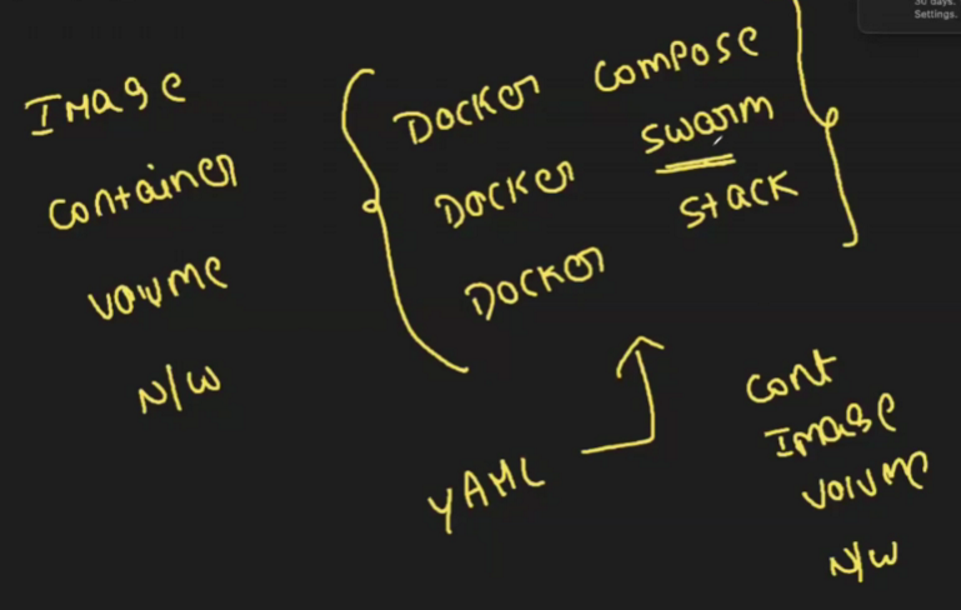 30 days.
Settings.
Image
Container
Volume
N/W
Docker Compose
Docker Swarm
Docker Stack
YAML
Cont
Image
Volume
N/W